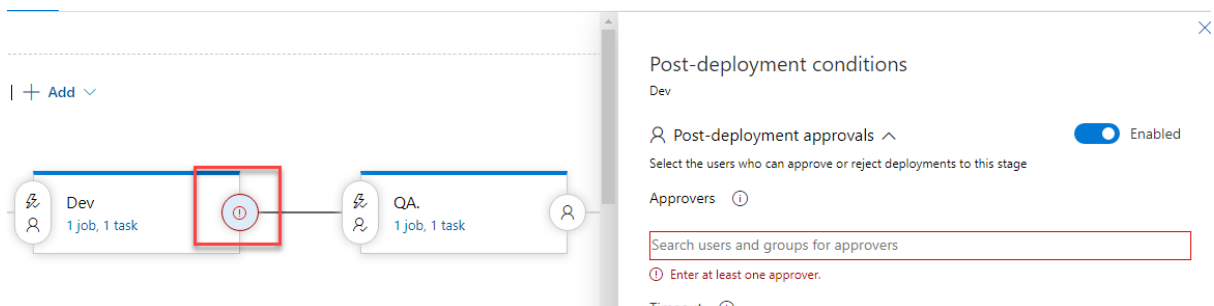 Add
Dev
1 job, 1 task
QA.
1 job, 1 task
Post-deployment conditions
Dev
Post-deployment approvals
Enabled
Select the users who can approve or reject deployments to this stage
Approvers
Search users and groups for approvers
Enter at least one approver.